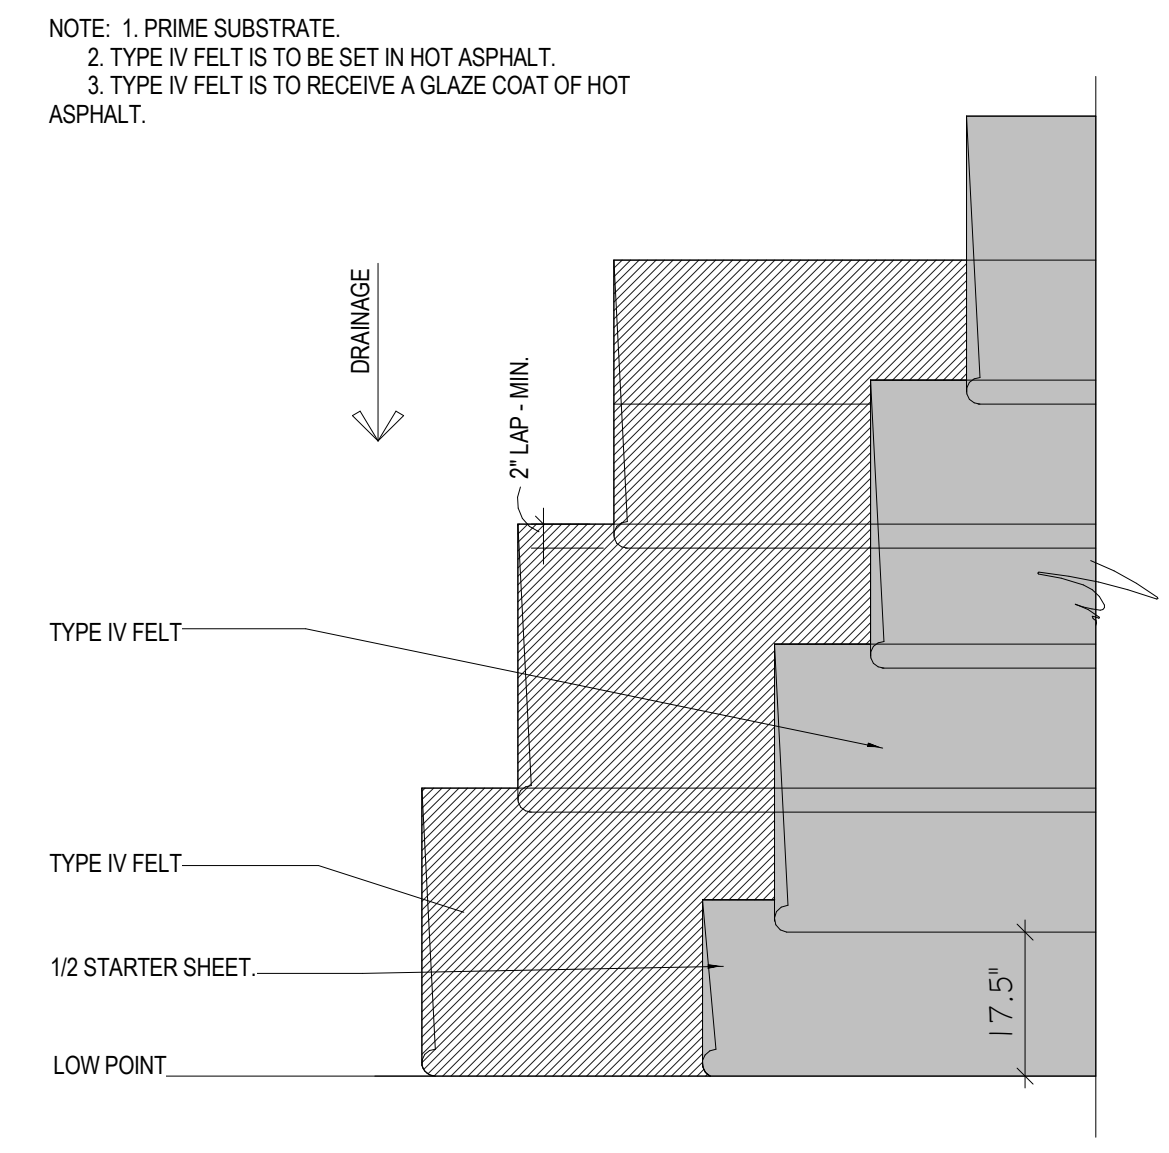 NOTE: 1. PRIME SUBSTRATE.
2. TYPE IV FELT IS TO BE SET IN HOT ASPHALT.
3. TYPE IV FELT IS TO RECEIVE A GLAZE COAT OF HOT
ASPHALT.
DRAINAGE
2" LAP - MIN.
TYPE IV FELT
TYPE IV FELT
1/2 STARTER SHEET.
17.5"
LOW POINT